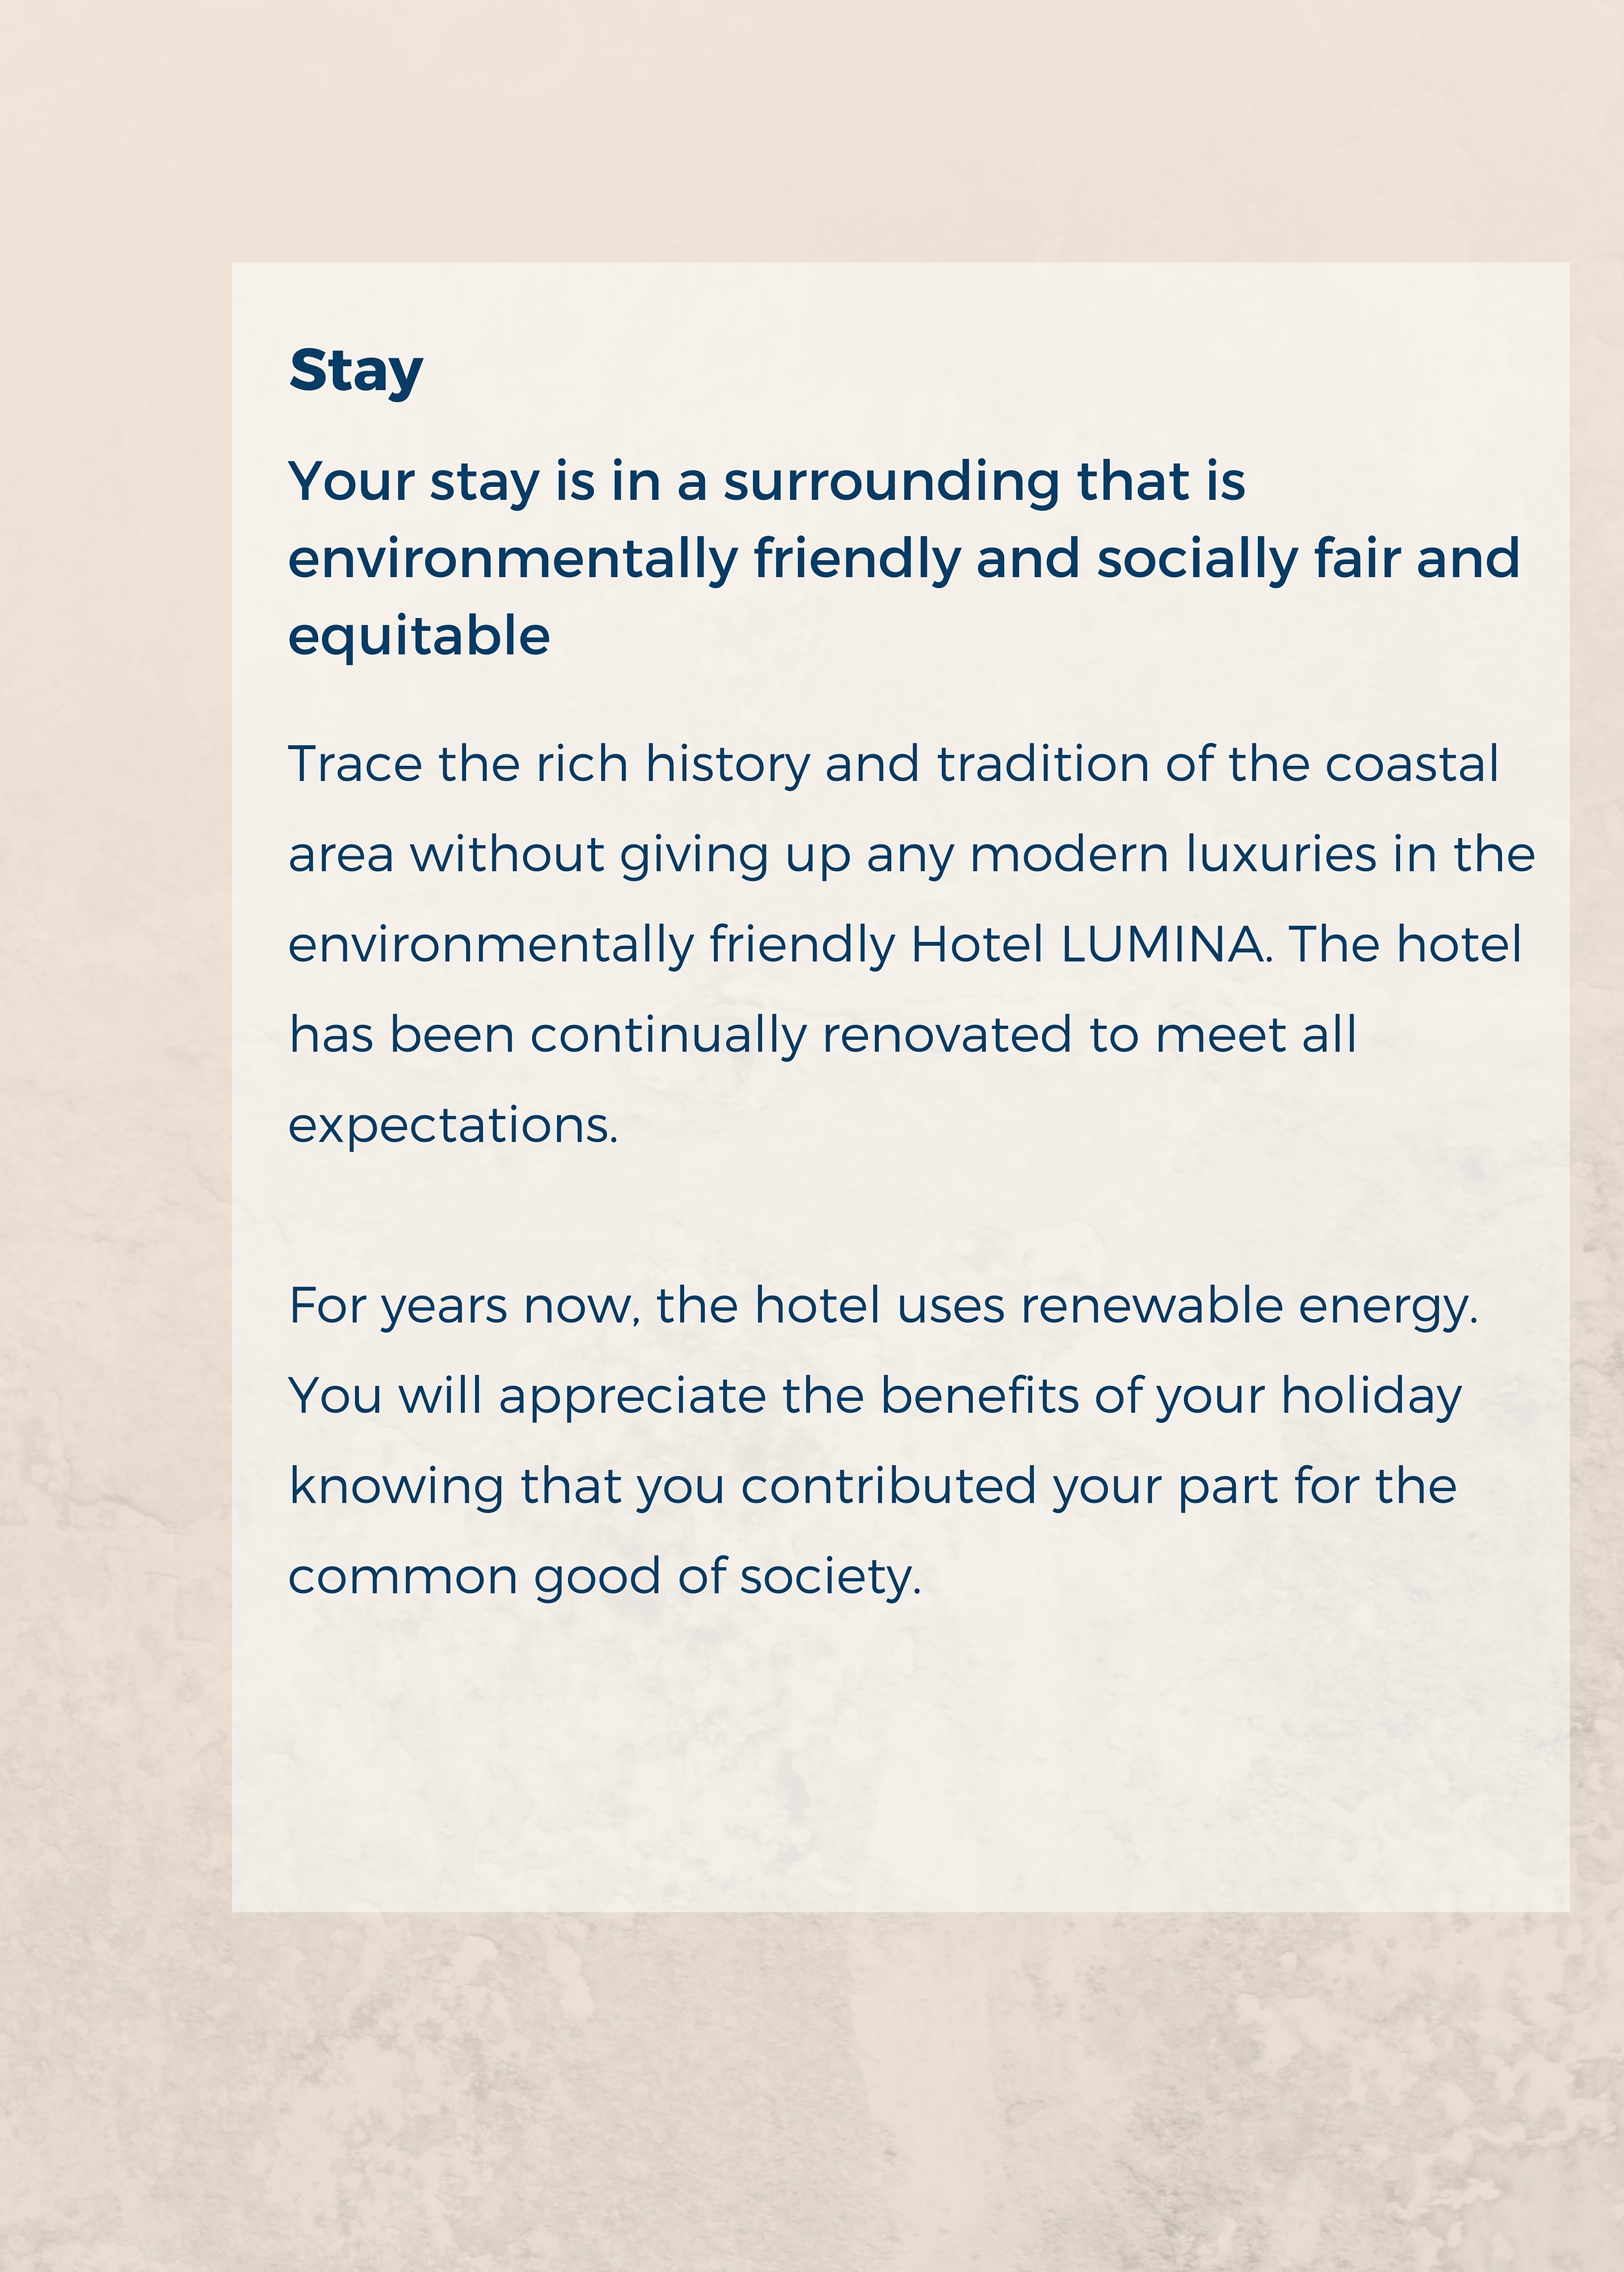 Stay
Your stay is in a surrounding that is
environmentally friendly and socially fair and
equitable
Trace the rich history and tradition of the coastal
area without giving up any modern luxuries in the
environmentally friendly Hotel LUMINA. The hotel
has been continually renovated to meet all
expectations.
For years now, the hotel uses renewable energy.
You will appreciate the benefits of your holiday
knowing that you contributed your part for the
common good of society.